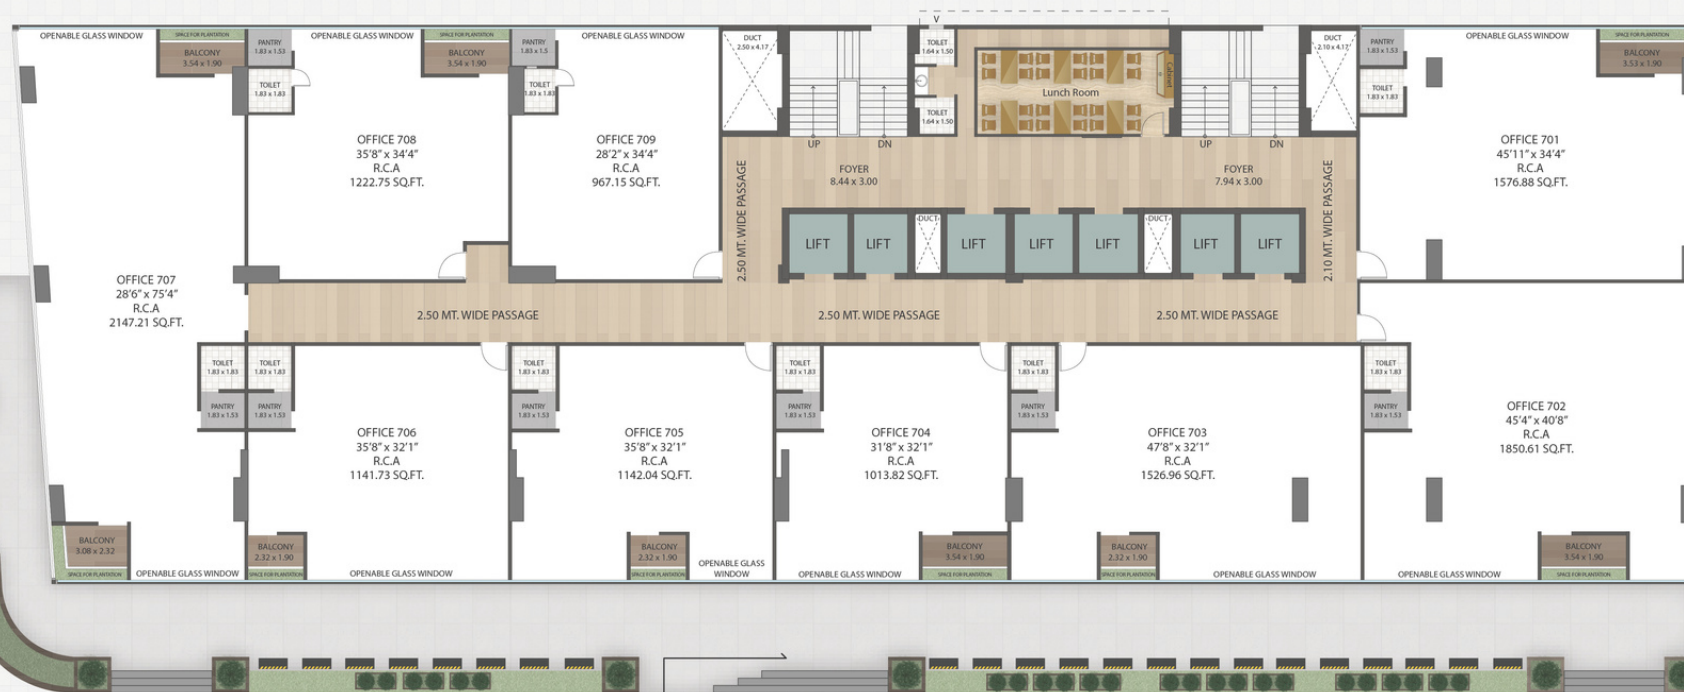 OPENABLE GLASS WINDOW
SPACE FOR PLANTATION
BALCONY
3.54 x 1.90
PANTRY
1.83 x 1.53
TOILET
1.83 x 1.83
OPENABLE GLASS WINDOW
SPACE FOR PLANTATION
BALCONY
3.54 x 1.90
PANTRY
1.83 x 1.5
TOILET
1.83 x 1.83
OPENABLE GLASS WINDOW
DUCT
2.50 x 4.17
V
TOILET
1.64 x 1.50
TOILET
1.64 x 1.50
Lunch Room
Cabinet
DUCT
2.10 x 4.17
PANTRY
1.83 x 1.53
TOILET
1.83 x 1.83
OPENABLE GLASS WINDOW
SPACE FOR PLANTATION
BALCONY
3.53 x 1.90
OFFICE 708
35'8" x 34'4"
R.C.A
1222.75 SQ.FT.
OFFICE 709
28'2" x 34'4"
R.C.A
967.15 SQ.FT.
UP
DN
UP
DN
OFFICE 701
45'11" x 34'4"
R.C.A
1576.88 SQ.FT.
2.50 MT. WIDE PASSAGE
FOYER
8.44 x 3.00
FOYER
7.94 x 3.00
2.10 MT. WIDE PASSAGE
LIFT
LIFT
DUCT
LIFT
LIFT
LIFT
DUCT
LIFT
LIFT
OFFICE 707
28'6" x 75'4"
R.C.A
2147.21 SQ.FT.
2.50 MT. WIDE PASSAGE
2.50 MT. WIDE PASSAGE
2.50 MT. WIDE PASSAGE
TOILET
1.83 x 1.83
TOILET
1.83 x 1.83
TOILET
1.83 x 1.83
TOILET
1.83 x 1.83
TOILET
1.83 x 1.83
TOILET
1.83 x 1.83
PANTRY
1.83 x 1.53
PANTRY
1.83 x 1.53
PANTRY
1.83 x 1.53
PANTRY
1.83 x 1.53
PANTRY
1.83 x 1.53
PANTRY
1.83 x 1.53
OFFICE 706
35'8" x 32'1"
R.C.A
1141.73 SQ.FT.
OFFICE 705
35'8" x 32'1"
R.C.A
1142.04 SQ.FT.
OFFICE 704
31'8" x 32'1"
R.C.A
1013.82 SQ.FT.
OFFICE 703
47'8" x 32'1"
R.C.A
1526.96 SQ.FT.
OFFICE 702
45'4" x 40'8"
R.C.A
1850.61 SQ.FT.
BALCONY
3.08 x 2.32
SPACE FOR PLANTATION
OPENABLE GLASS WINDOW
BALCONY
2.32 x 1.90
SPACE FOR PLANTATION
OPENABLE GLASS WINDOW
BALCONY
2.32 x 1.90
SPACE FOR PLANTATION
OPENABLE GLASS
WINDOW
OPENABLE GLASS WINDOW
BALCONY
3.54 x 1.90
SPACE FOR PLANTATION
BALCONY
2.32 x 1.90
SPACE FOR PLANTATION
OPENABLE GLASS WINDOW
OPENABLE GLASS WINDOW
BALCONY
3.54 x 1.90
SPACE FOR PLANTATION